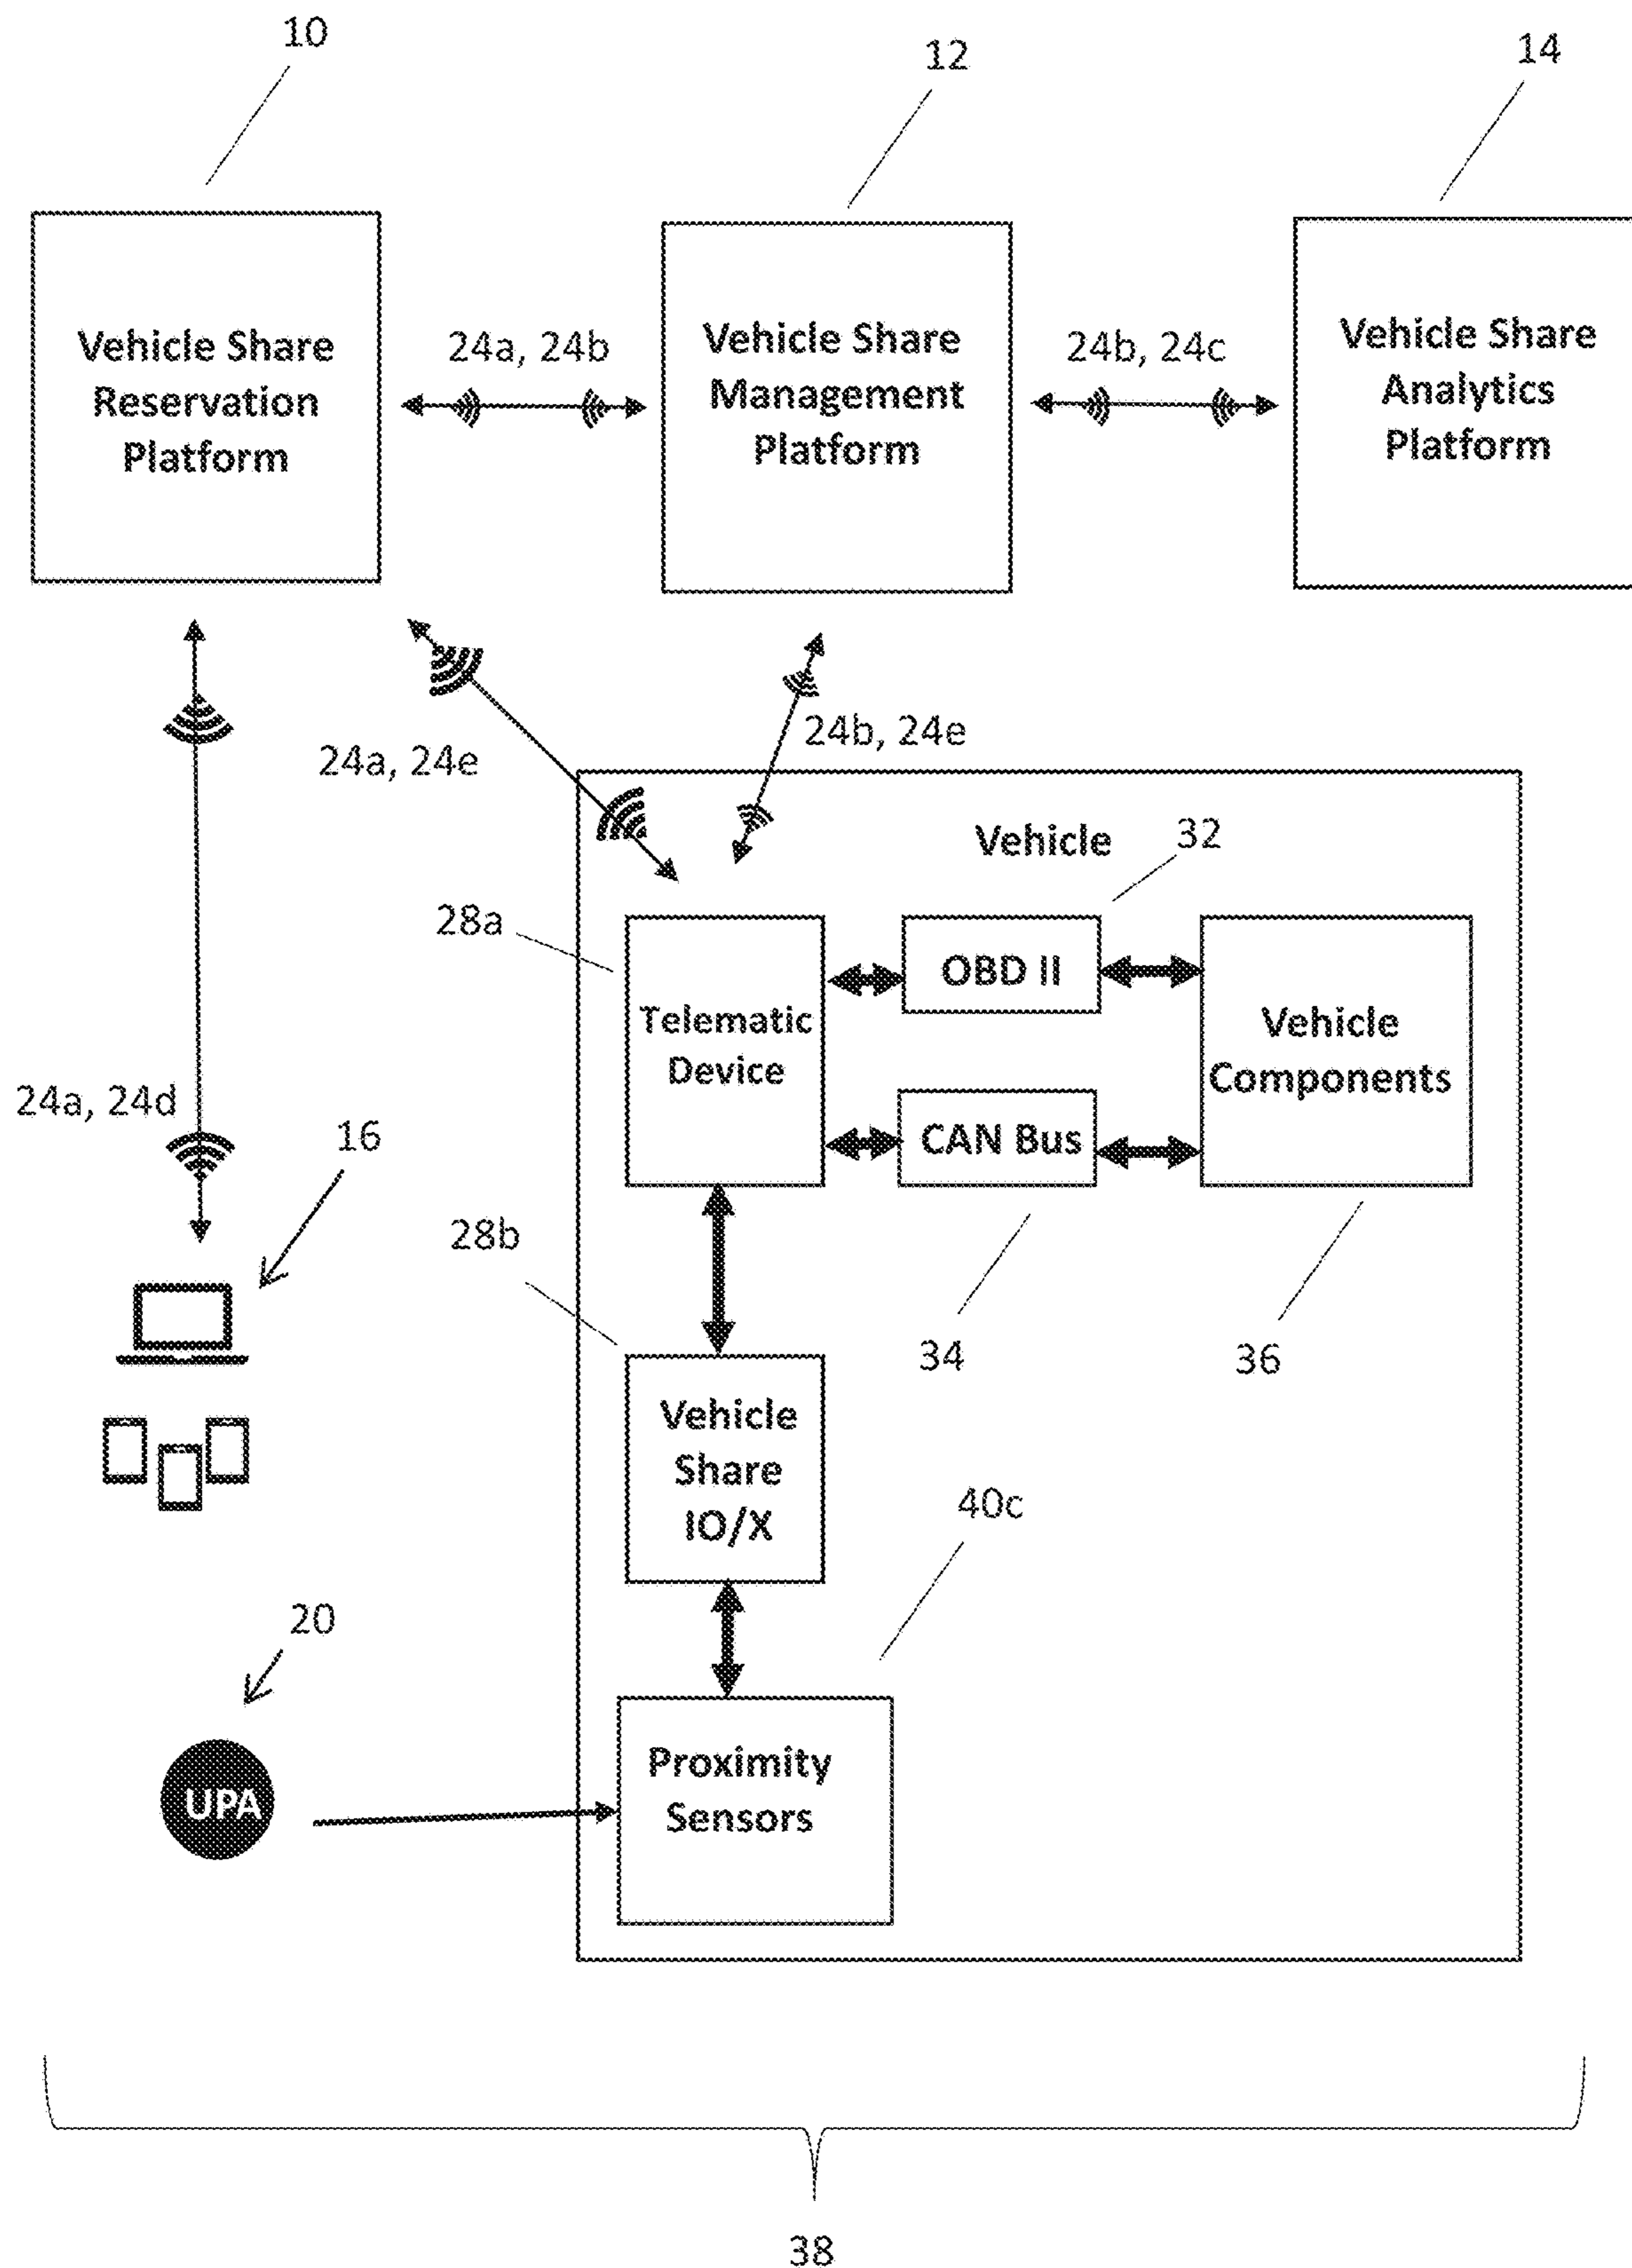 10
12
14
Vehicle Share
Reservation
Platform
24a, 24b
Vehicle Share
Management
Platform
24b, 24c
Vehicle Share
Analytics
Platform
24a, 24e
24b, 24e
Vehicle
32
28a
Telematic
Device
OBD II
Vehicle
Components
CAN Bus
24a, 24d
16
28b
34
36
Vehicle
Share
IO/X
40c
20
UPA
Proximity
Sensors
38